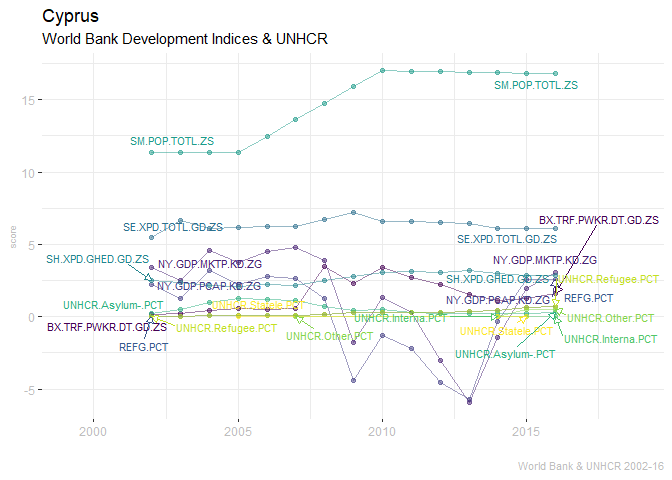 Cyprus
World Bank Development Indices & UNHCR
SM.POP.TOTL.ZS
SM.POP.TOTL.ZS
BX.TRF.PWKR.DT.GD.ZS
SE.XPD.TOTL.GD.ZS
SE.XPD.TOTL.GD.ZS
SH.XPD.GHED.GD.ZS
NY.GDP.MKTP.KD.ZG
NY.GDP.MKTP.KD.ZG
SH.XPD.GHED.GD.ZS
UNHCR.Refugee.PCT
NY.GDP.PCAP.KD.ZG
NY.GDP.PCAP.KD.ZG
REFG.PCT
UNHCR.Asylum-.PCT
UNHCR.Statele.PCT
UNHCR.Interna.PCT
UNHCR.Other.PCT
BX.TRF.PWKR.DT.GD.ZS
UNHCR.Refugee.PCT
UNHCR.Statele.PCT
UNHCR.Other.PCT
UNHCR.Interna.PCT
REFG.PCT
UNHCR.Asylum-.PCT
15
10
5
0
-5
score
2000
2005
2010
2015
World Bank & UNHCR 2002-16